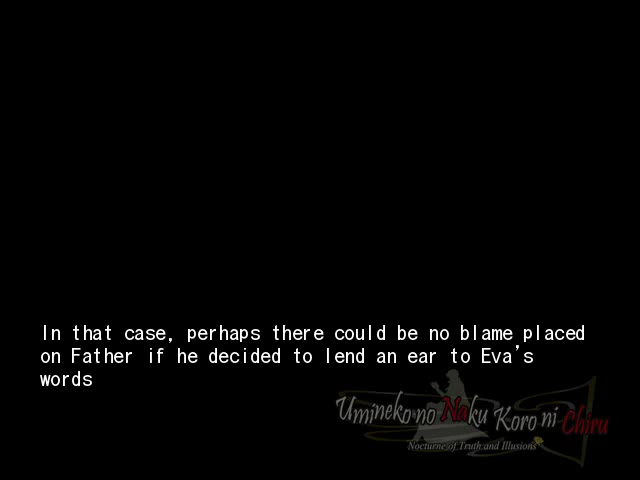 In that case, perhaps there could be no blame placed
on Father if he decided to lend an ear to Eva's
words
Umineko no Naku Koro ni Chiru
Nocturne of Truth and Illusions